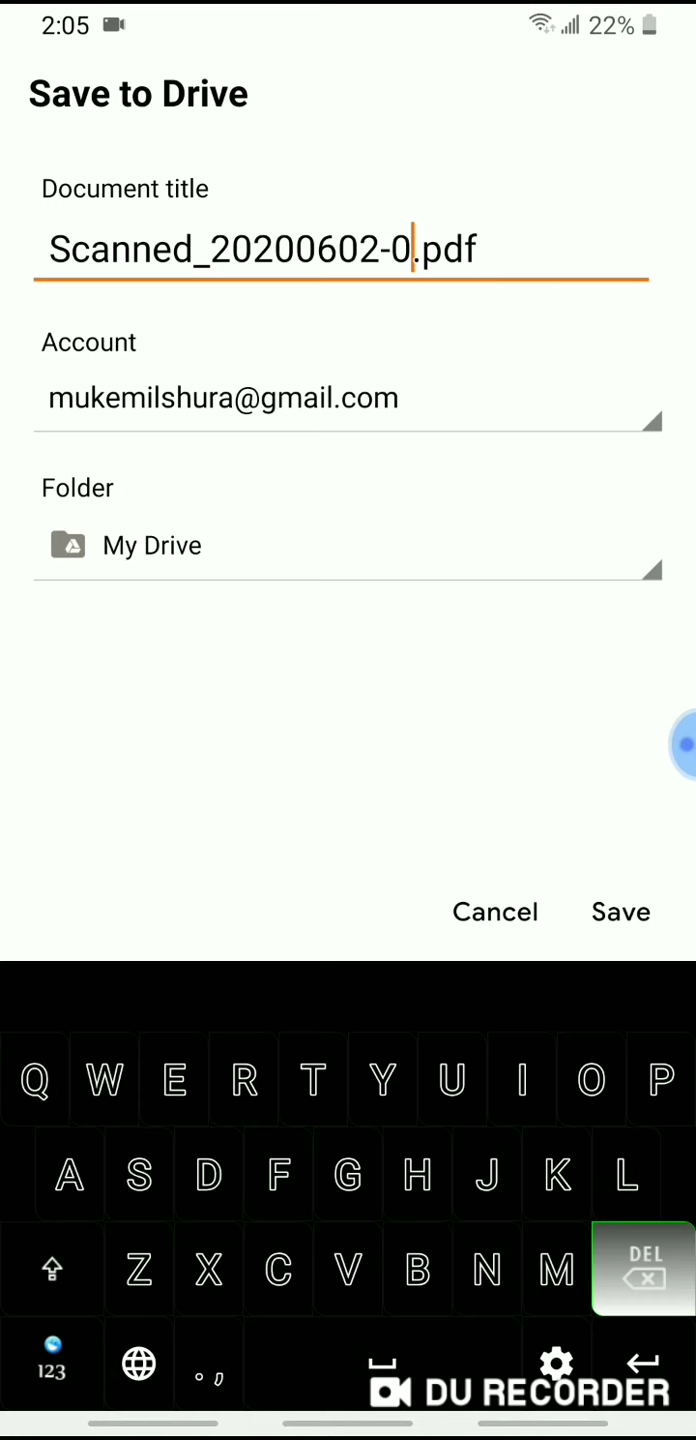 2:05 22%
Save to Drive
Document title
Scanned_20200602-0.pdf
Account
mukemilshura@gmail.com
Folder
My Drive
Cancel Save
Q W E R T Y U I O P
A S D F G H J K L
Z X C V B N M DEL
123 ° ,
DU RECORDER